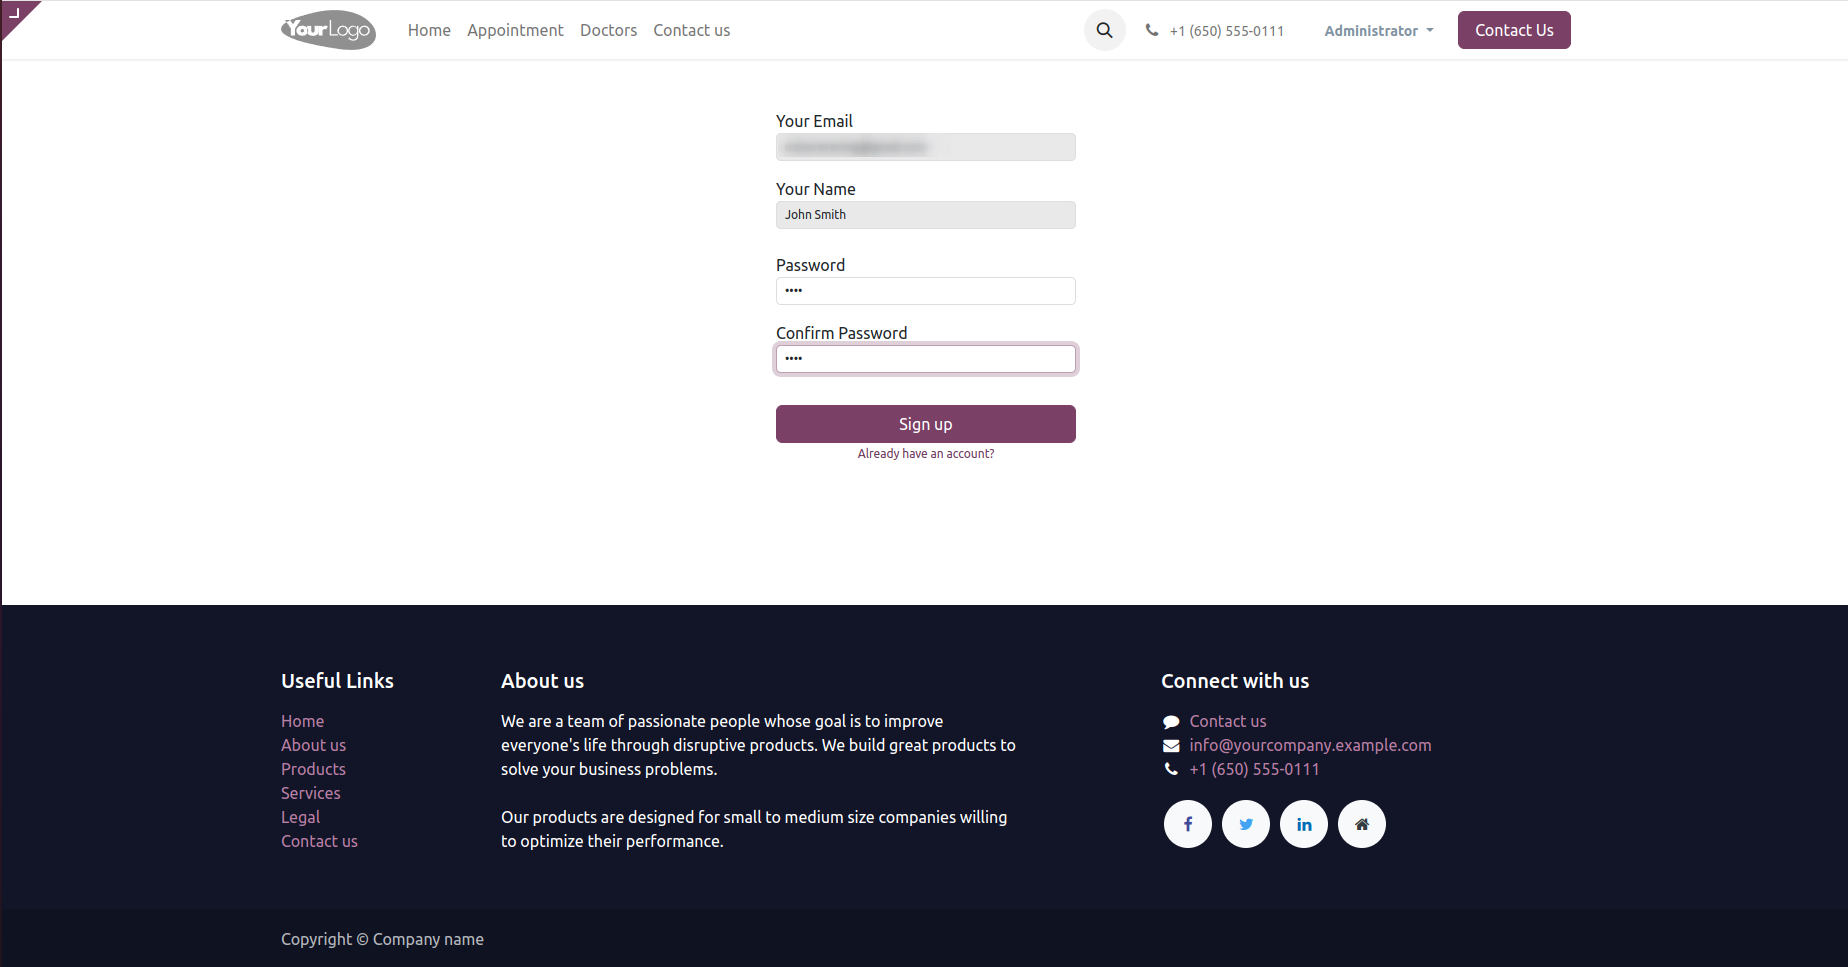 YourLogo
Home Appointment Doctors Contact us
+1 (650) 555-0111
Administrator
Contact Us
Your Email
Your Name
John Smith
Password
••••
Confirm Password
••••
Sign up
Already have an account?
Useful Links
Home
About us
Products
Services
Legal
Contact us
About us
We are a team of passionate people whose goal is to improve
everyone's life through disruptive products. We build great products to
solve your business problems.
Our products are designed for small to medium size companies willing
to optimize their performance.
Connect with us
Contact us
info@yourcompany.example.com
+1 (650) 555-0111
Copyright © Company name